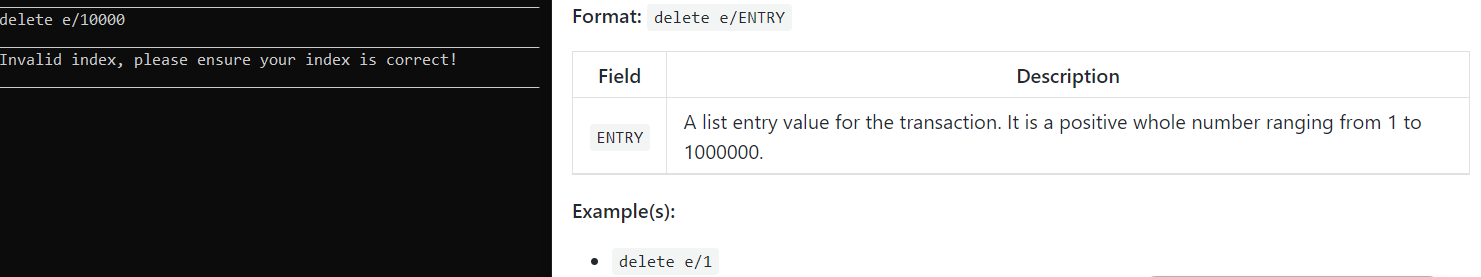 delete e/10000
Invalid index, please ensure your index is correct!
Format: delete e/ENTRY
Field Description
ENTRY A list entry value for the transaction. It is a positive whole number ranging from 1 to
1000000.
Example(s):
• delete e/1